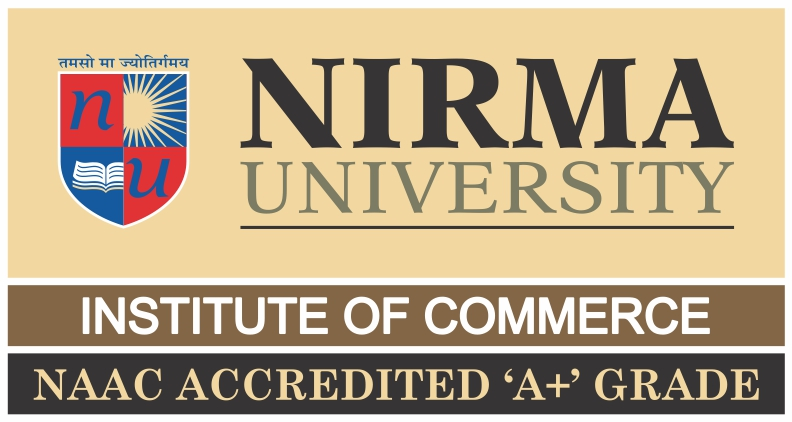 तमसो मा ज्योतिर्गमय
n
u
NIRMA
UNIVERSITY
INSTITUTE OF COMMERCE
NAAC ACCREDITED ‘A+’ GRADE